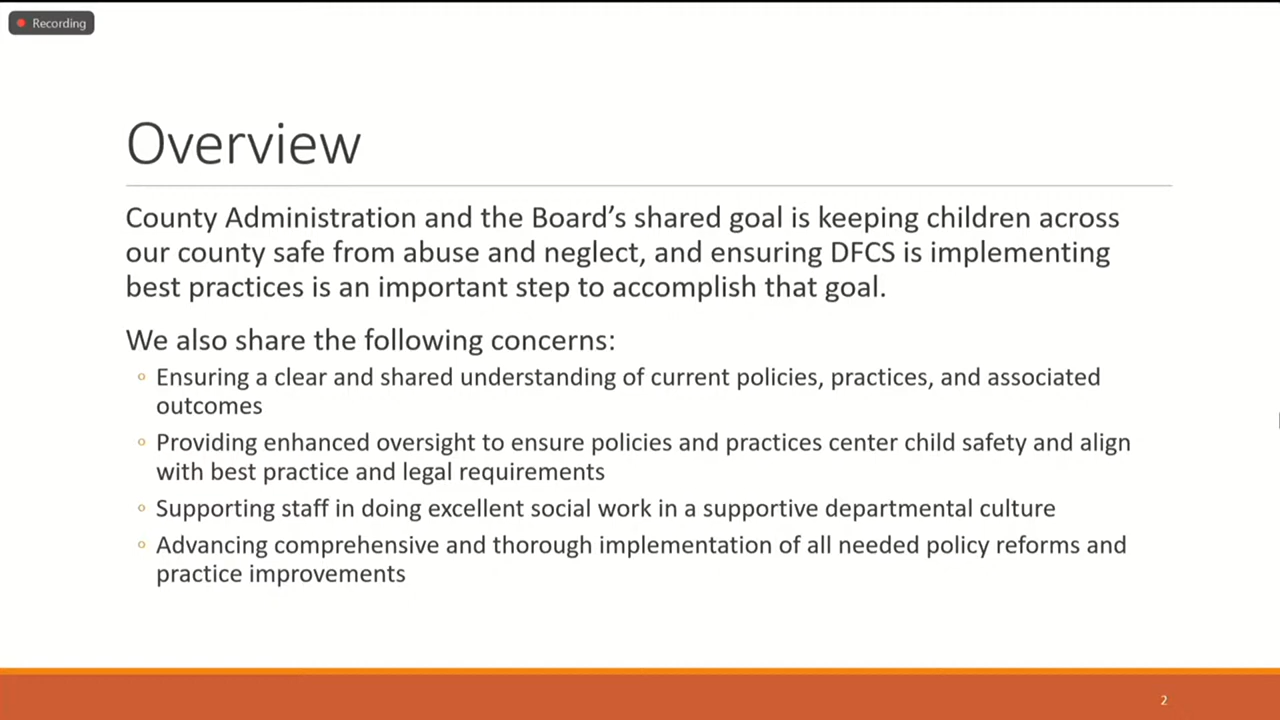 Recording
Overview
County Administration and the Board’s shared goal is keeping children across
our county safe from abuse and neglect, and ensuring DFCS is implementing
best practices is an important step to accomplish that goal.
We also share the following concerns:
◦ Ensuring a clear and shared understanding of current policies, practices, and associated
outcomes
◦ Providing enhanced oversight to ensure policies and practices center child safety and align
with best practice and legal requirements
◦ Supporting staff in doing excellent social work in a supportive departmental culture
◦ Advancing comprehensive and thorough implementation of all needed policy reforms and
practice improvements
2